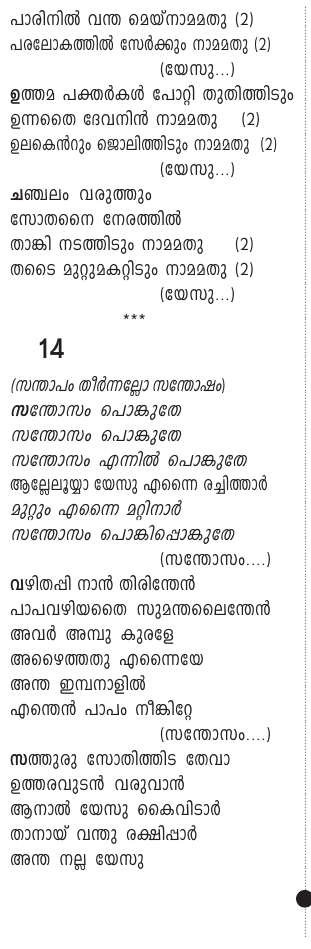 പാരിനിൽ വന്ത മെയ്നാമമതു (2)
പരലോകത്തിൽ സേർക്കും നാമമതു (2)
(യേസു...)
ഉത്തമ പക്തർകൾ പോറ്റി തുതിത്തിടും
ഉന്നതൈ ദേവനിൻ നാമമതു (2)
ഉലകെൻറും ജൊലിത്തിടും നാമമതു (2)
(യേസു...)
ചഞ്ചലം വരുത്തും
സോതനൈ നേരത്തിൽ
താങ്കി നടത്തിടും നാമമതു (2)
തടൈ മുറ്റുമകറ്റിടും നാമമതു (2)
(യേസു...)
***
14
(സന്താപം തീർന്നല്ലോ സന്തോഷം)
സന്തോസം പൊങ്കുതേ
സന്തോസം പൊങ്കുതേ
സന്തോസം എന്നിൽ പൊങ്കുതേ
ആല്ലേലൂയ്യാ യേസു എന്നൈ രച്ചിത്താർ
മുറ്റും എന്നൈ മറ്റിനാർ
സന്തോസം പൊങ്കിപ്പൊങ്കുതേ
(സന്തോസം....)
വഴിതപ്പി നാൻ തിരിന്തേൻ
പാപവഴിയതൈ സുമന്തലൈന്തേൻ
അവർ അമ്പു കുരളേ
അഴൈത്തതു എന്നൈയേ
അന്ത ഇമ്പനാളിൽ
എന്തെൻ പാപം നീങ്കിറ്റേ
(സന്തോസം....)
സത്തുരു സോതിത്തിട തേവാ
ഉത്തരവുടൻ വരുവാൻ
ആനാൽ യേസു കൈവിടാർ
താനായ് വന്തു രക്ഷിപ്പാർ
അന്ത നല്ല യേസു